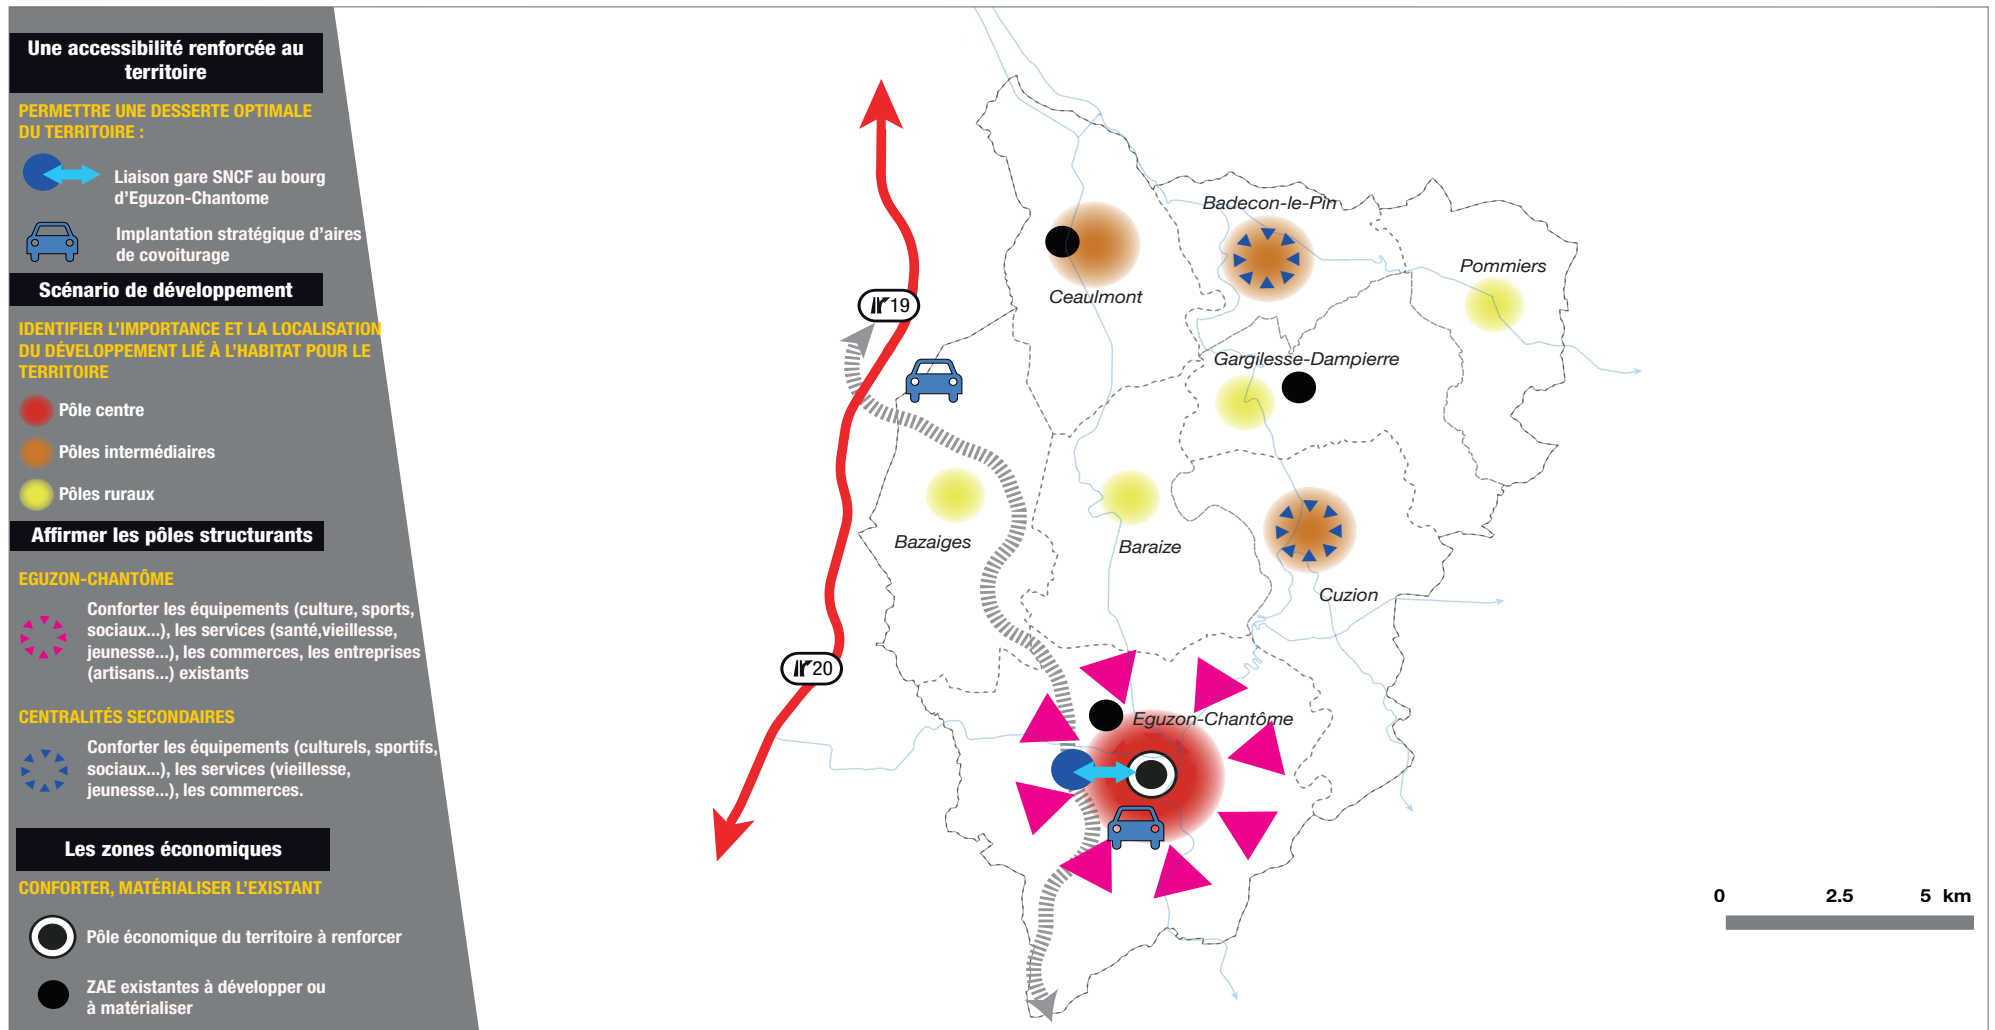 Une accessibilité renforcée au
territoire
PERMETTRE UNE DESSERTE OPTIMALE
DU TERRITOIRE :
Liaison gare SNCF au bourg
d'Eguzon-Chantome
Implantation stratégique d'aires
de covoiturage
Scénario de développement
IDENTIFIER L'IMPORTANCE ET LA LOCALISATION
DU DÉVELOPPEMENT LIÉ À L'HABITAT POUR LE
TERRITOIRE
Pôle centre
Pôles intermédiaires
Pôles ruraux
Affirmer les pôles structurants
EGUZON-CHANTÔME
Conforter les équipements (culture, sports,
sociaux...), les services (santé,vieillesse,
jeunesse...), les commerces, les entreprises
(artisans...) existants
CENTRALITÉS SECONDAIRES
Conforter les équipements (culturels, sportifs,
sociaux...), les services (vieillesse,
jeunesse...), les commerces.
Les zones économiques
CONFORTER, MATÉRIALISER L'EXISTANT
Pôle économique du territoire à renforcer
ZAE existantes à développer ou
à matérialiser
Badecon-le-Pin
Pommiers
Ceaulmont
19
Gargilesse-Dampierre
Bazaiges
Baraize
Cuzion
20
Eguzon-Chantôme
0 2.5 5 km